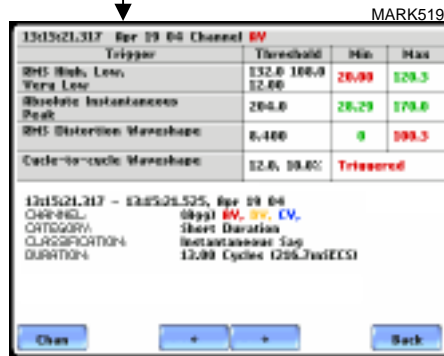 MARK519
13:15:21.317 Apr 19 04 Channel AV
Trigger Threshold Min Max
RMS High, Low, Very Low 132.0 108.0 12.00 20.00 120.3
Absolute Instantaneous Peak 204.0 28.29 170.0
RMS Distortion Waveshape 8.400 0 100.3
Cycle-to-cycle Waveshape 12.0, 10.0% Triggered
13:15:21.317 - 13:15:21.525, Apr 19 04
CHANNEL: (Agg) AV, BV, CV,
CATEGORY: Short Duration
CLASSIFICATION: Instantaneous Sag
DURATION: 13.00 Cycles (216.7mSECS)
Chan
Back